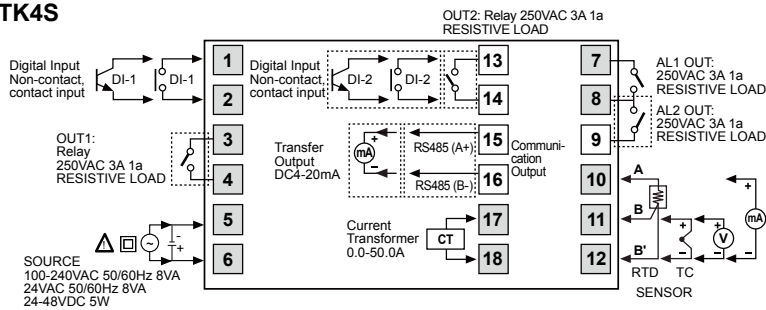 TK4S
OUT2: Relay 250VAC 3A 1a
RESISTIVE LOAD
Digital Input
Non-contact,
contact input
DI-1
DI-1
1
2
OUT1:
Relay
250VAC 3A 1a
RESISTIVE LOAD
3
4
5
6
-
+
SOURCE
100-240VAC 50/60Hz 8VA
24VAC 50/60Hz 8VA
24-48VDC 5W
Digital Input
Non-contact,
contact input
DI-2
DI-2
13
14
Transfer
Output
DC4-20mA
+
mA
-
RS485 (A+)
RS485 (B-)
15
16
Communi-
cation
Output
Current
Transformer
0.0-50.0A
CT
17
18
7
8
9
10
11
12
AL1 OUT:
250VAC 3A 1a
RESISTIVE LOAD
AL2 OUT:
250VAC 3A 1a
RESISTIVE LOAD
A
B
B'
RTD
+
-
TC
+
V
-
+
mA
-
SENSOR